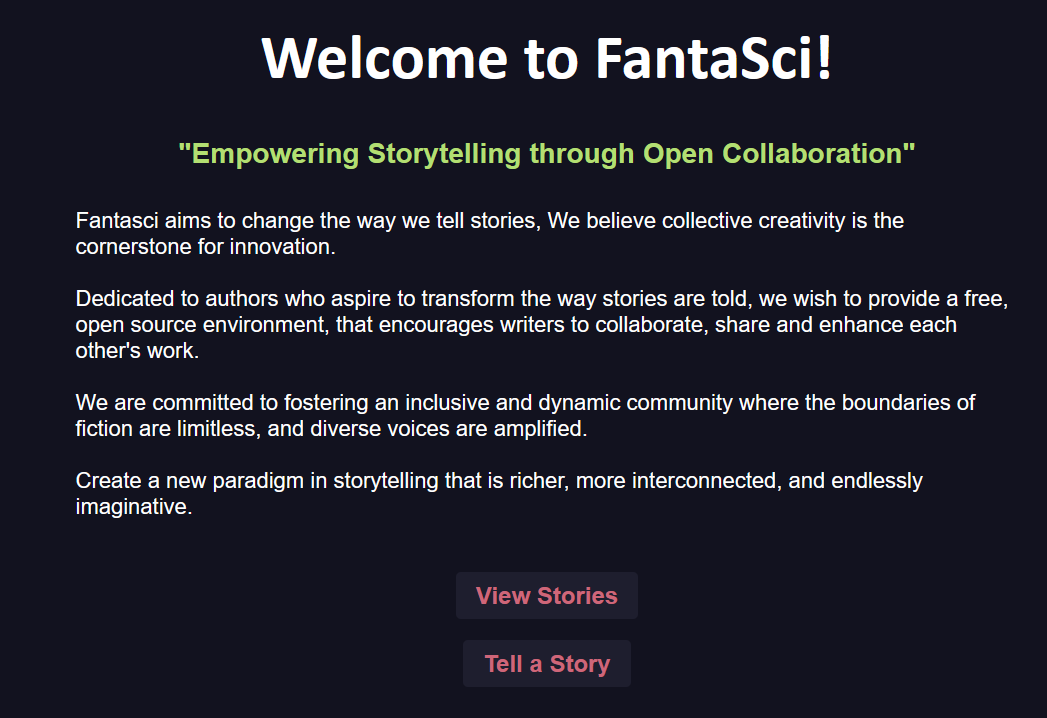 Welcome to FantaSci!
"Empowering Storytelling through Open Collaboration"
Fantasci aims to change the way we tell stories, We believe collective creativity is the
cornerstone for innovation.
Dedicated to authors who aspire to transform the way stories are told, we wish to provide a free,
open source environment, that encourages writers to collaborate, share and enhance each
other's work.
We are committed to fostering an inclusive and dynamic community where the boundaries of
fiction are limitless, and diverse voices are amplified.
Create a new paradigm in storytelling that is richer, more interconnected, and endlessly
imaginative.
View Stories
Tell a Story